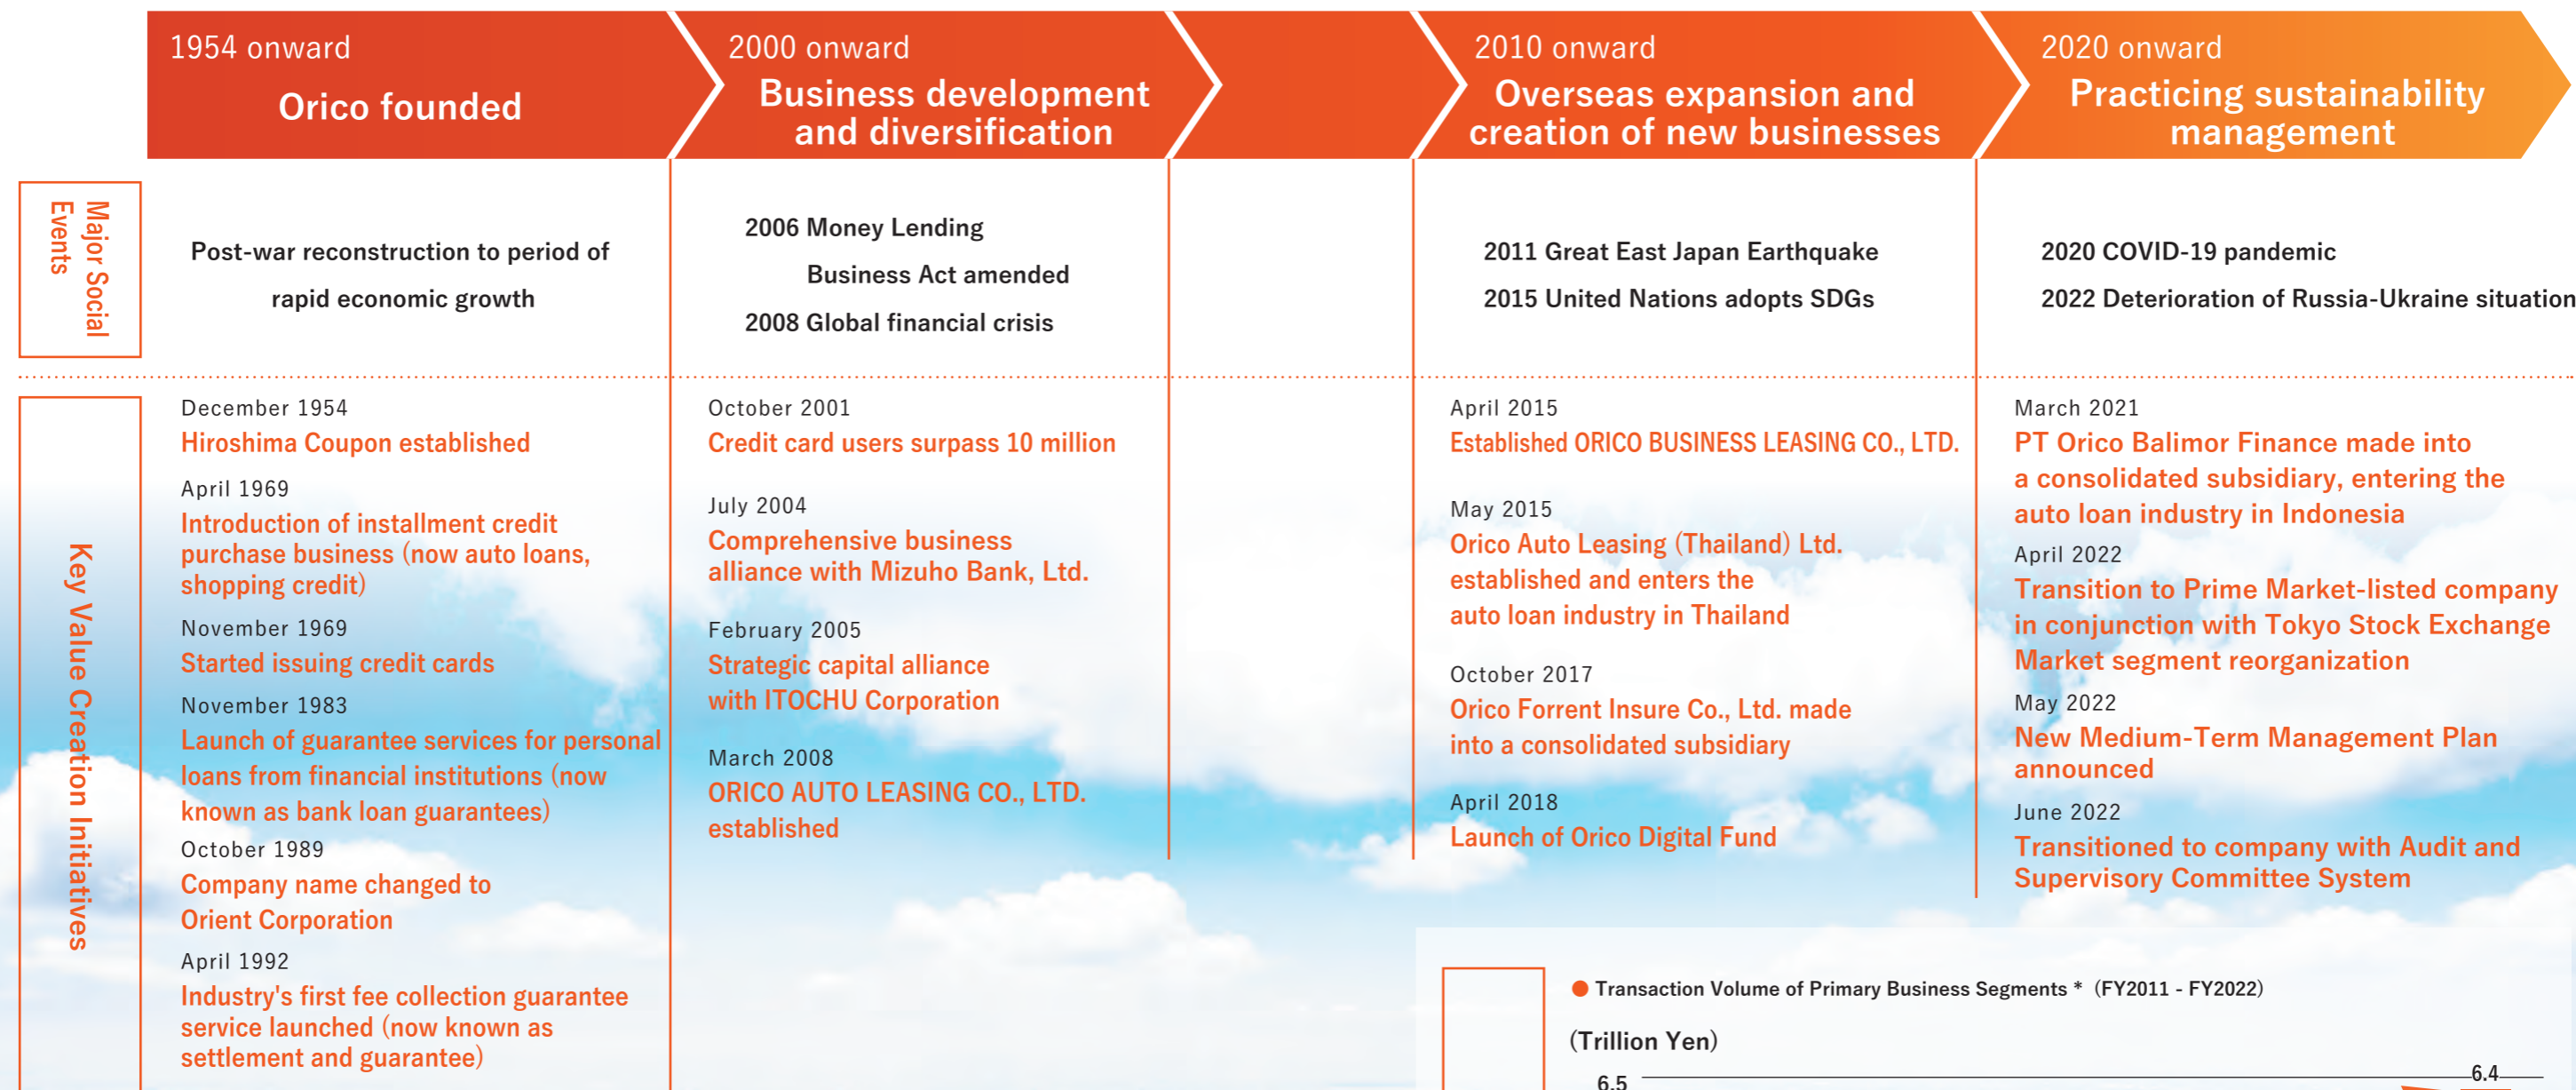 1954 onward
Orico founded
2000 onward
Business development
and diversification
2010 onward
Overseas expansion and
creation of new businesses
2020 onward
Practicing sustainability
management
Major Social
Events
Post-war reconstruction to period of
rapid economic growth
2006 Money Lending
Business Act amended
2008 Global financial crisis
2011 Great East Japan Earthquake
2015 United Nations adopts SDGs
2020 COVID-19 pandemic
2022 Deterioration of Russia-Ukraine situation
Key Value Creation Initiatives
December 1954
Hiroshima Coupon established
April 1969
Introduction of installment credit
purchase business (now auto loans,
shopping credit)
November 1969
Started issuing credit cards
November 1983
Launch of guarantee services for personal
loans from financial institutions (now
known as bank loan guarantees)
October 1989
Company name changed to
Orient Corporation
April 1992
Industry's first fee collection guarantee
service launched (now known as
settlement and guarantee)
October 2001
Credit card users surpass 10 million
July 2004
Comprehensive business
alliance with Mizuho Bank, Ltd.
February 2005
Strategic capital alliance
with ITOCHU Corporation
March 2008
ORICO AUTO LEASING CO., LTD.
established
April 2015
Established ORICO BUSINESS LEASING CO., LTD.
May 2015
Orico Auto Leasing (Thailand) Ltd.
established and enters the
auto loan industry in Thailand
October 2017
Orico Forrent Insure Co., Ltd. made
into a consolidated subsidiary
April 2018
Launch of Orico Digital Fund
March 2021
PT Orico Balimor Finance made into
a consolidated subsidiary, entering the
auto loan industry in Indonesia
April 2022
Transition to Prime Market-listed company
in conjunction with Tokyo Stock Exchange
Market segment reorganization
May 2022
New Medium-Term Management Plan
announced
June 2022
Transitioned to company with Audit and
Supervisory Committee System
● Transaction Volume of Primary Business Segments * (FY2011 - FY2022)
(Trillion Yen)
6.5
6.4